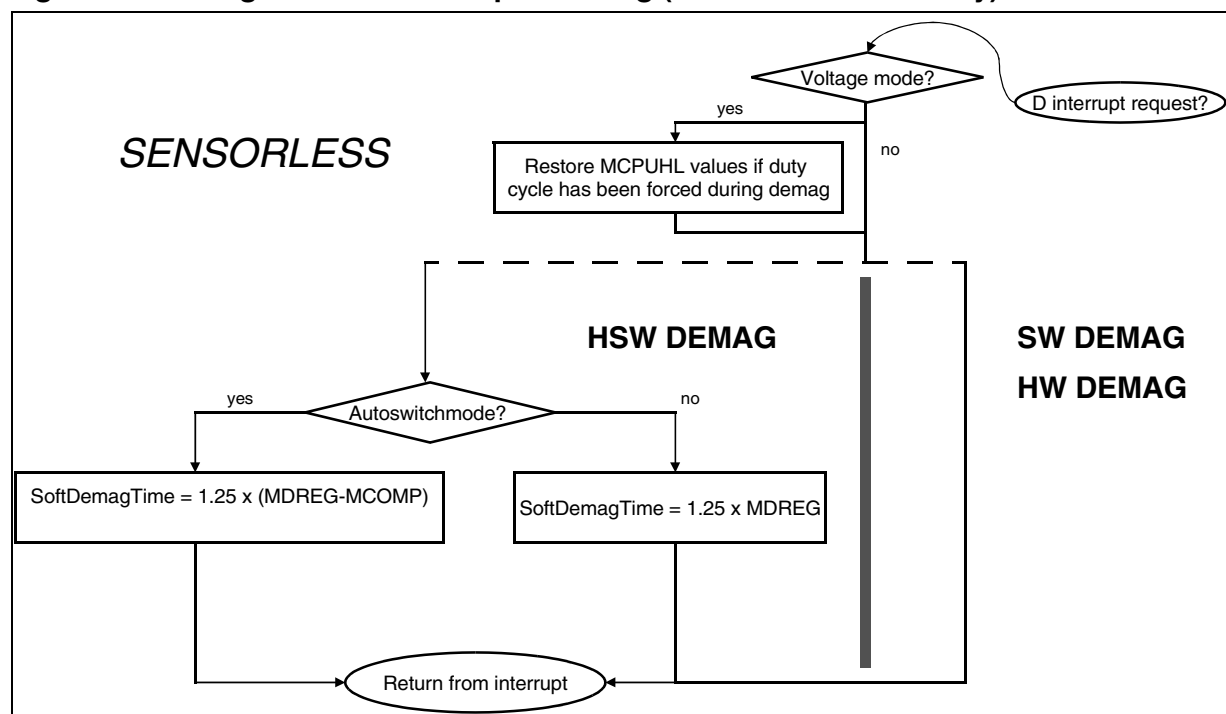 Voltage mode?
D interrupt request?
yes
no
SENSORLESS
Restore MCPUHL values if duty
cycle has been forced during demag
HSW DEMAG
SW DEMAG
HW DEMAG
yes
Autoswitchmode?
no
SoftDemagTime = 1.25 x (MDREG-MCOMP)
SoftDemagTime = 1.25 x MDREG
Return from interrupt